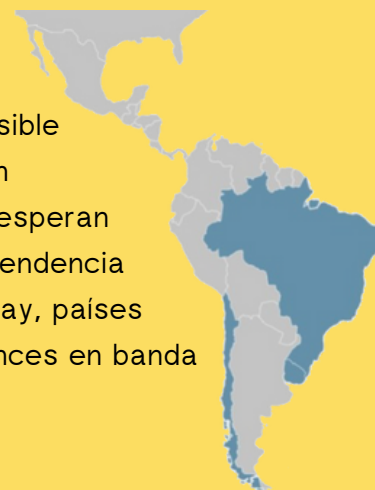 sible
n
esperan
endencia
ay, países
nces en banda